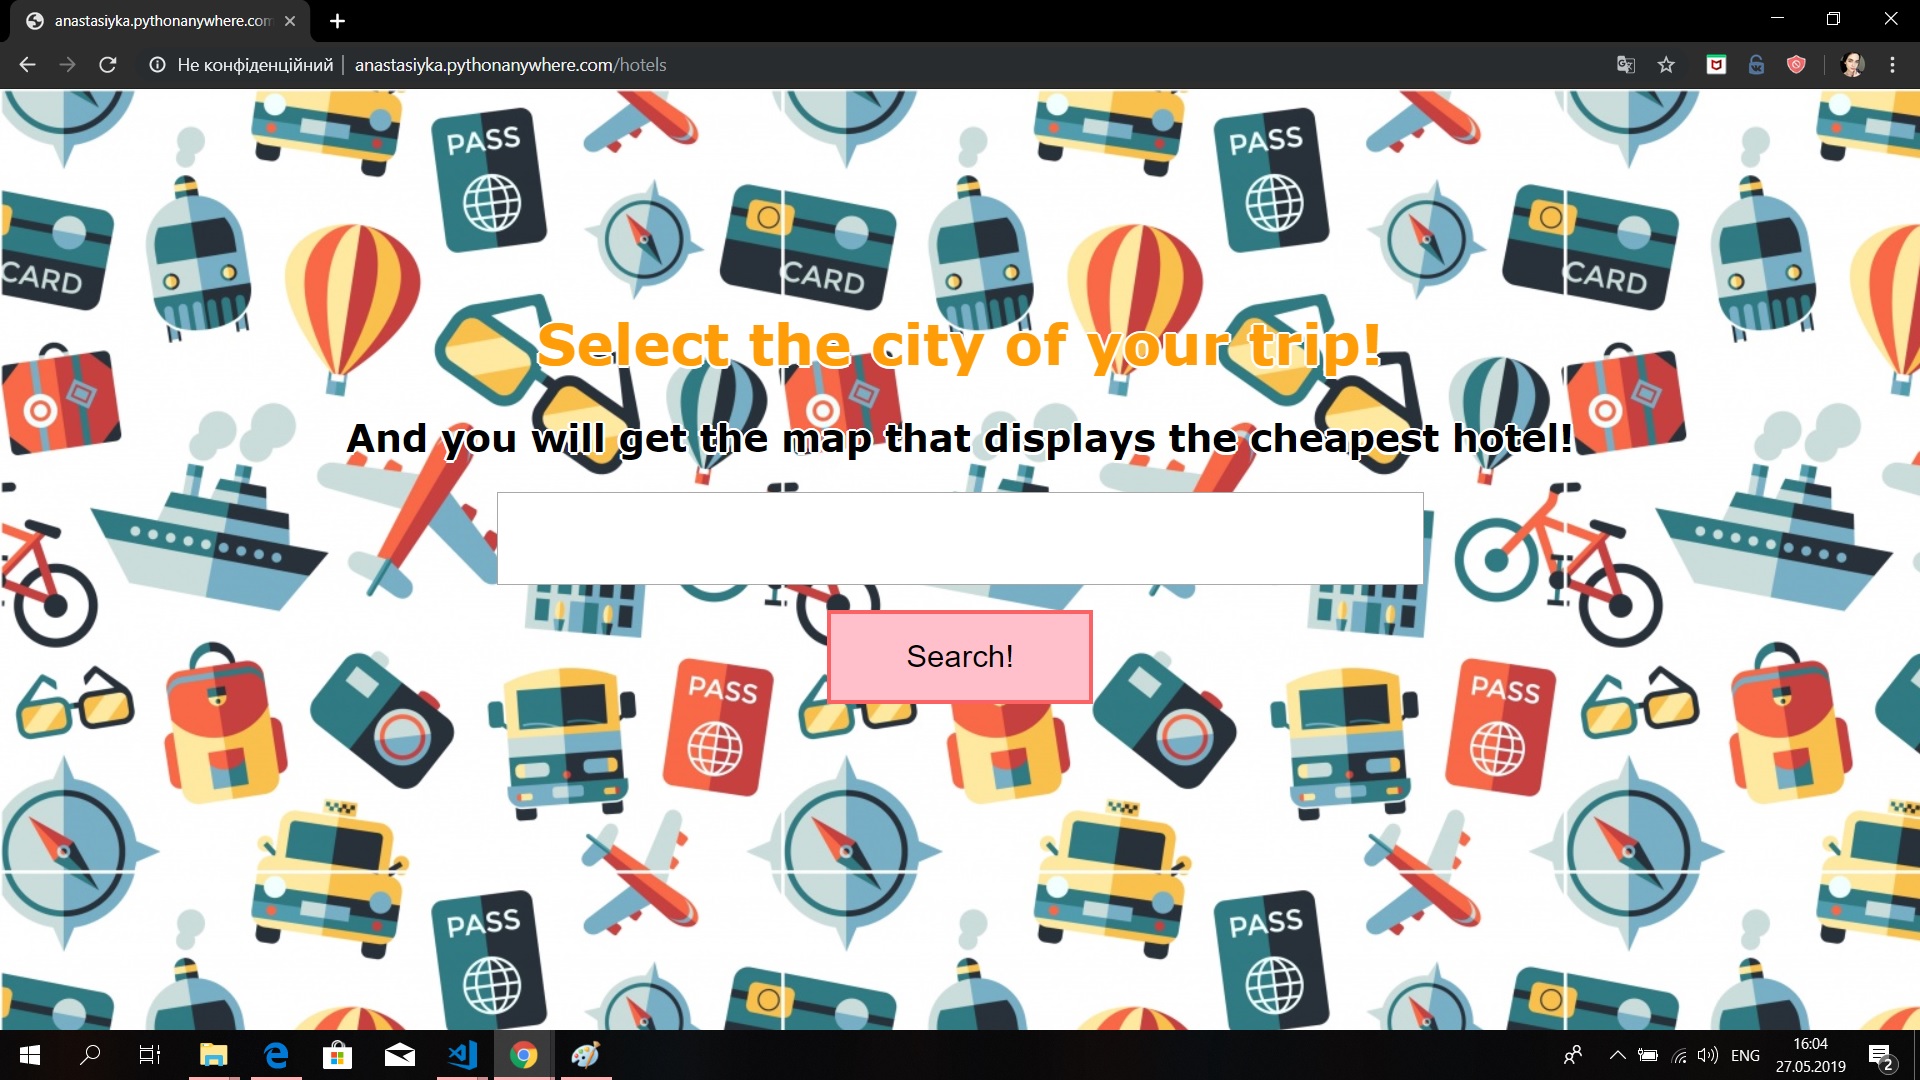 anastasiyka.pythonanywhere.com
Не конфіденційний
anastasiyka.pythonanywhere.com/hotels
PASS
PASS
CARD
CARD
CARD
Select the city of your trip!
And you will get the map that displays the cheapest hotel!
Search!
PASS
PASS
PASS
PASS
ENG
16:04
27.05.2019
2